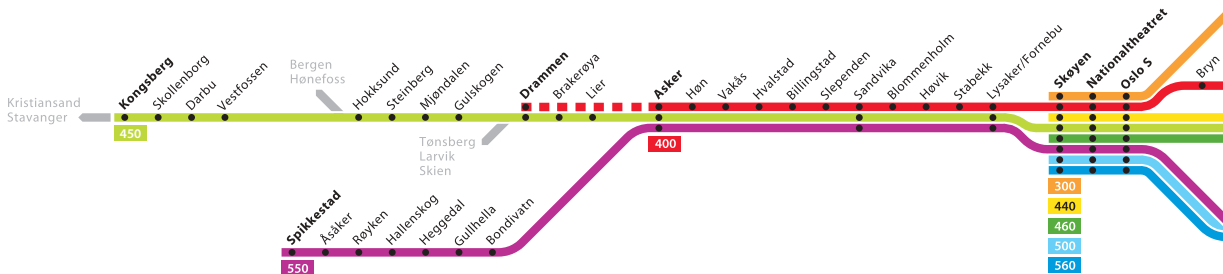 Kristiansand
Stavanger
Kongsberg
Skollenborg
Darbu
Vestfossen
450
Bergen
Hønefoss
Hokksund
Steinberg
Mjøndalen
Gulskogen
Tønsberg
Larvik
Skien
Drammen
Brakerøya
Lier
Asker
400
Høn
Vakås
Hvalstad
Billingstad
Slependen
Sandvika
Blommenholm
Høvik
Stabekk
Lysaker/Fornebu
Skøyen
Nationaltheatret
Oslo S
Bryn
300
440
460
500
560
Spikkestad
Åsåker
Røyken
Hallenskog
Heggedal
Gullhella
Bondivatn
550